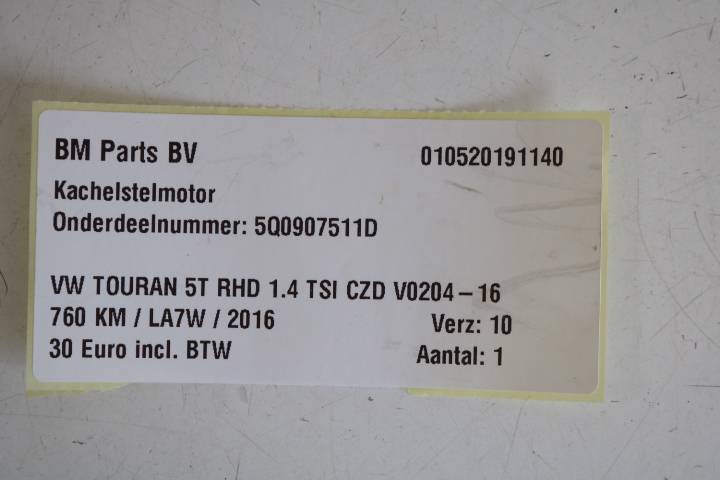 BM Parts BV 010520191140
Kachelstelmotor
Onderdeelnummer: 5Q0907511D
VW TOURAN 5T RHD 1.4 TSI CZD V0204-16
760 KM / LA7W / 2016 Verz: 10
30 Euro incl. BTW Aantal: 1